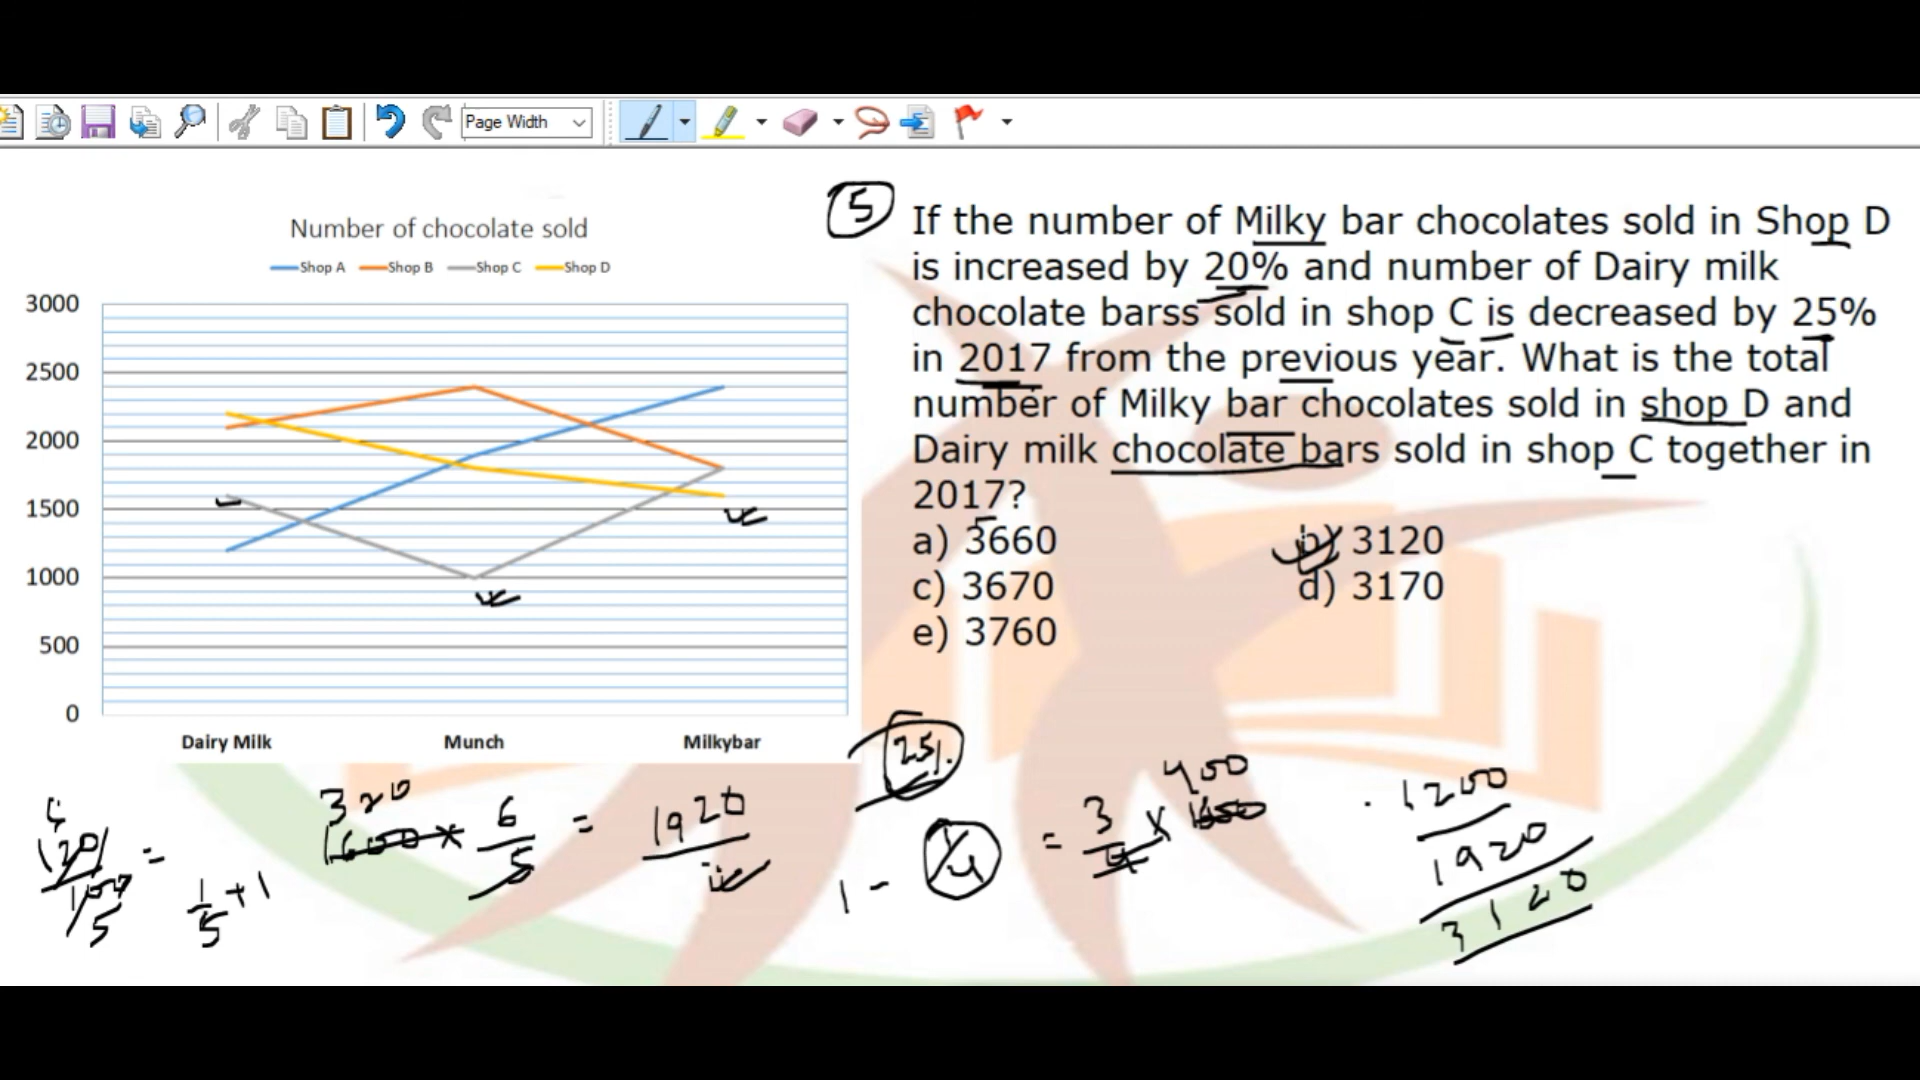 Page Width
Number of chocolate sold
Shop A Shop B Shop C Shop D
3000
2500
2000
1500
1000
500
0
Dairy Milk Munch Milkybar
5
If the number of Milky bar chocolates sold in Shop D
is increased by 20% and number of Dairy milk
chocolate barss sold in shop C is decreased by 25%
in 2017 from the previous year. What is the total
number of Milky bar chocolates sold in shop D and
Dairy milk chocolate bars sold in shop C together in
2017?
a) 3660 b) 3120
c) 3670 d) 3170
e) 3760
1/5 + 1
320
1600 × 6/5 = 1920
25%
1 - 1/4 = 3/4 × 1600
400
1200
1920
3120